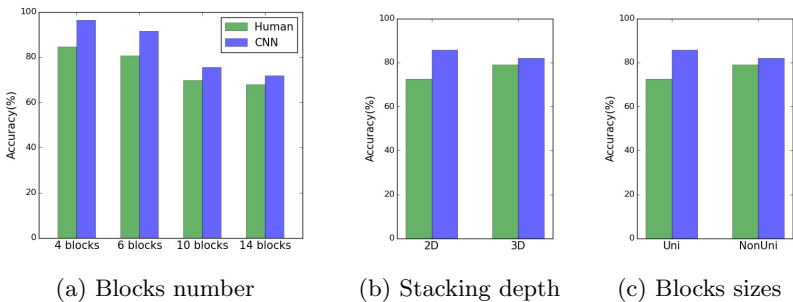 100
80
60
40
20
0
Accuracy(%)
Human
CNN
4 blocks 6 blocks 10 blocks 14 blocks
(a) Blocks number
100
80
60
40
20
0
Accuracy(%)
2D 3D
(b) Stacking depth
100
80
60
40
20
0
Accuracy(%)
Uni NonUni
(c) Blocks sizes